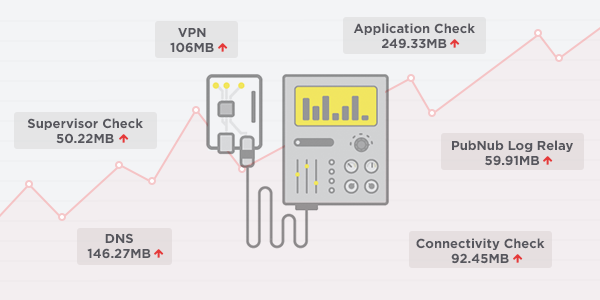 VPN
106MB ↑
Application Check
249.33MB ↑
Supervisor Check
50.22MB ↑
PubNub Log Relay
59.91MB ↑
DNS
146.27MB ↑
Connectivity Check
92.45MB ↑